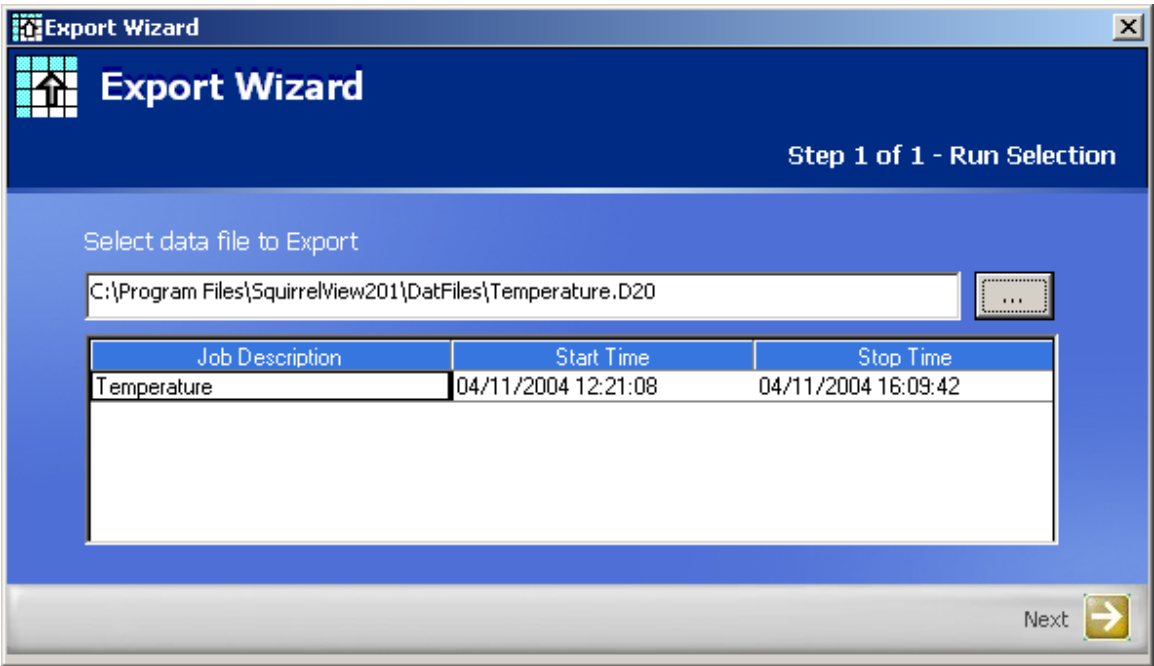 Export Wizard
Export Wizard
Step 1 of 1 - Run Selection
Select data file to Export
C:\Program Files\SquirrelView201\DatFiles\Temperature.D20
...
Job Description Start Time Stop Time
Temperature 04/11/2004 12:21:08 04/11/2004 16:09:42
Next